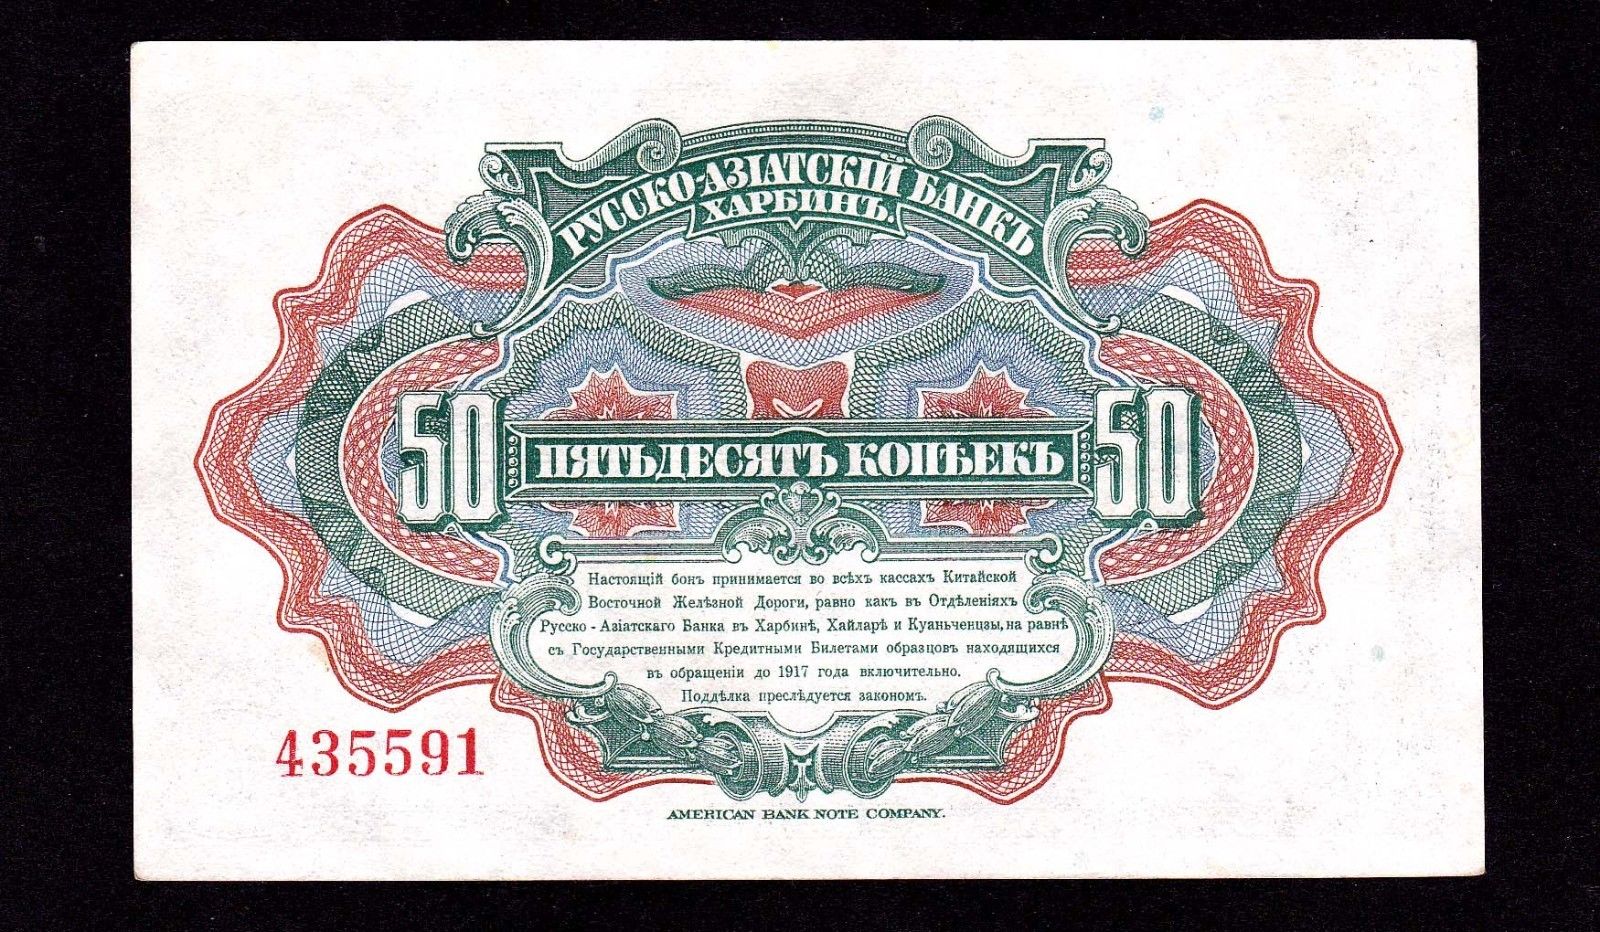 РУССКО-АЗІАТСКІЙ БАНКЪ
ХАРБИНЪ.
50 ПЯТЬДЕСЯТЪ КОПѢЕКЪ 50
Настоящій бонъ принимается во всѣхъ кассахъ Китайской
Восточной Желѣзной Дороги, равно какъ въ Отдѣленіяхъ
Русско-Азіатскаго Банка въ Харбинѣ, Хайларѣ и Куаньченцзы, на равнѣ
съ Государственными Кредитными Билетами образцовъ находящихся
въ обращеніи до 1917 года включительно.
Поддѣлка преслѣдуется закономъ.
435591
AMERICAN BANK NOTE COMPANY.